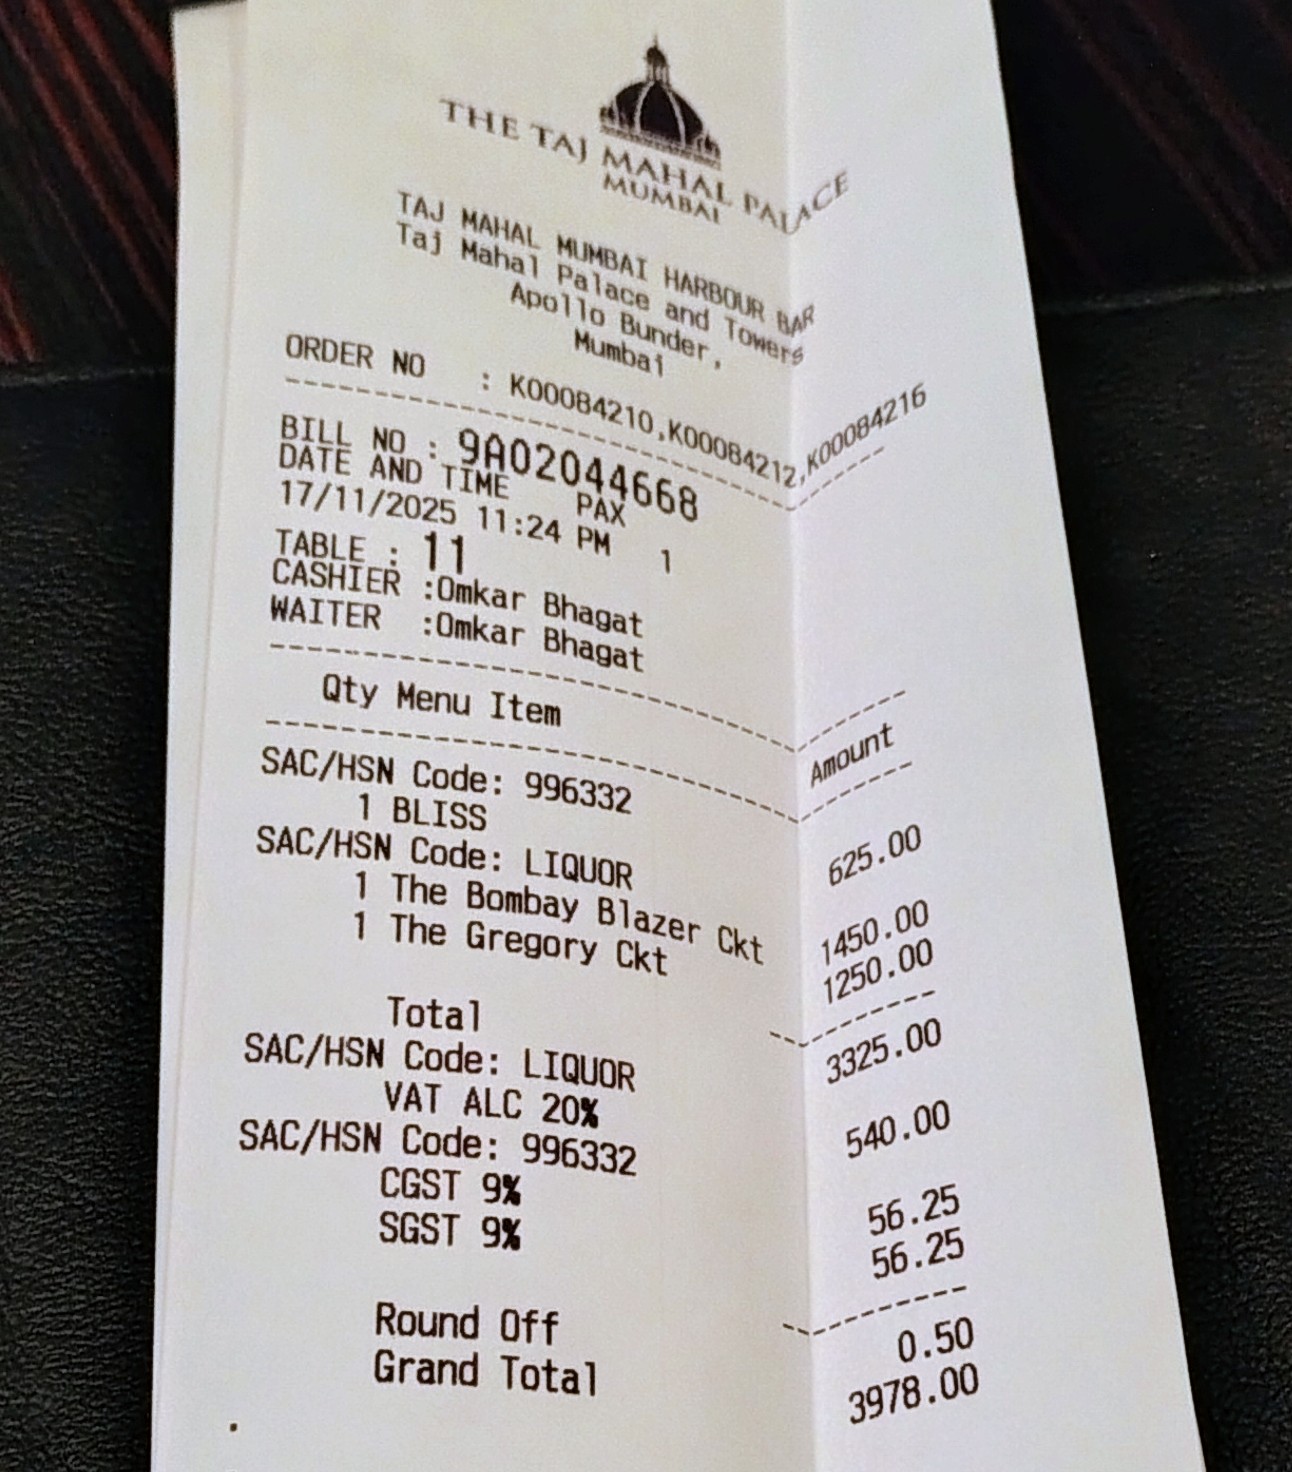 THE TAJ MAHAL PALACE
MUMBAI
TAJ MAHAL MUMBAI HARBOUR BAR
Taj Mahal Palace and Towers
Apollo Bunder,
Mumbai
ORDER NO : K00084210,K00084212,K00084216
BILL NO : 9A02044668
DATE AND TIME PAX
17/11/2025 11:24 PM 1
TABLE : 11
CASHIER :Omkar Bhagat
WAITER :Omkar Bhagat
Qty Menu Item Amount
SAC/HSN Code: 996332
1 BLISS 625.00
SAC/HSN Code: LIQUOR
1 The Bombay Blazer Ckt 1450.00
1 The Gregory Ckt 1250.00
Total 3325.00
SAC/HSN Code: LIQUOR
VAT ALC 20% 540.00
SAC/HSN Code: 996332
CGST 9% 56.25
SGST 9% 56.25
Round Off 0.50
Grand Total 3978.00